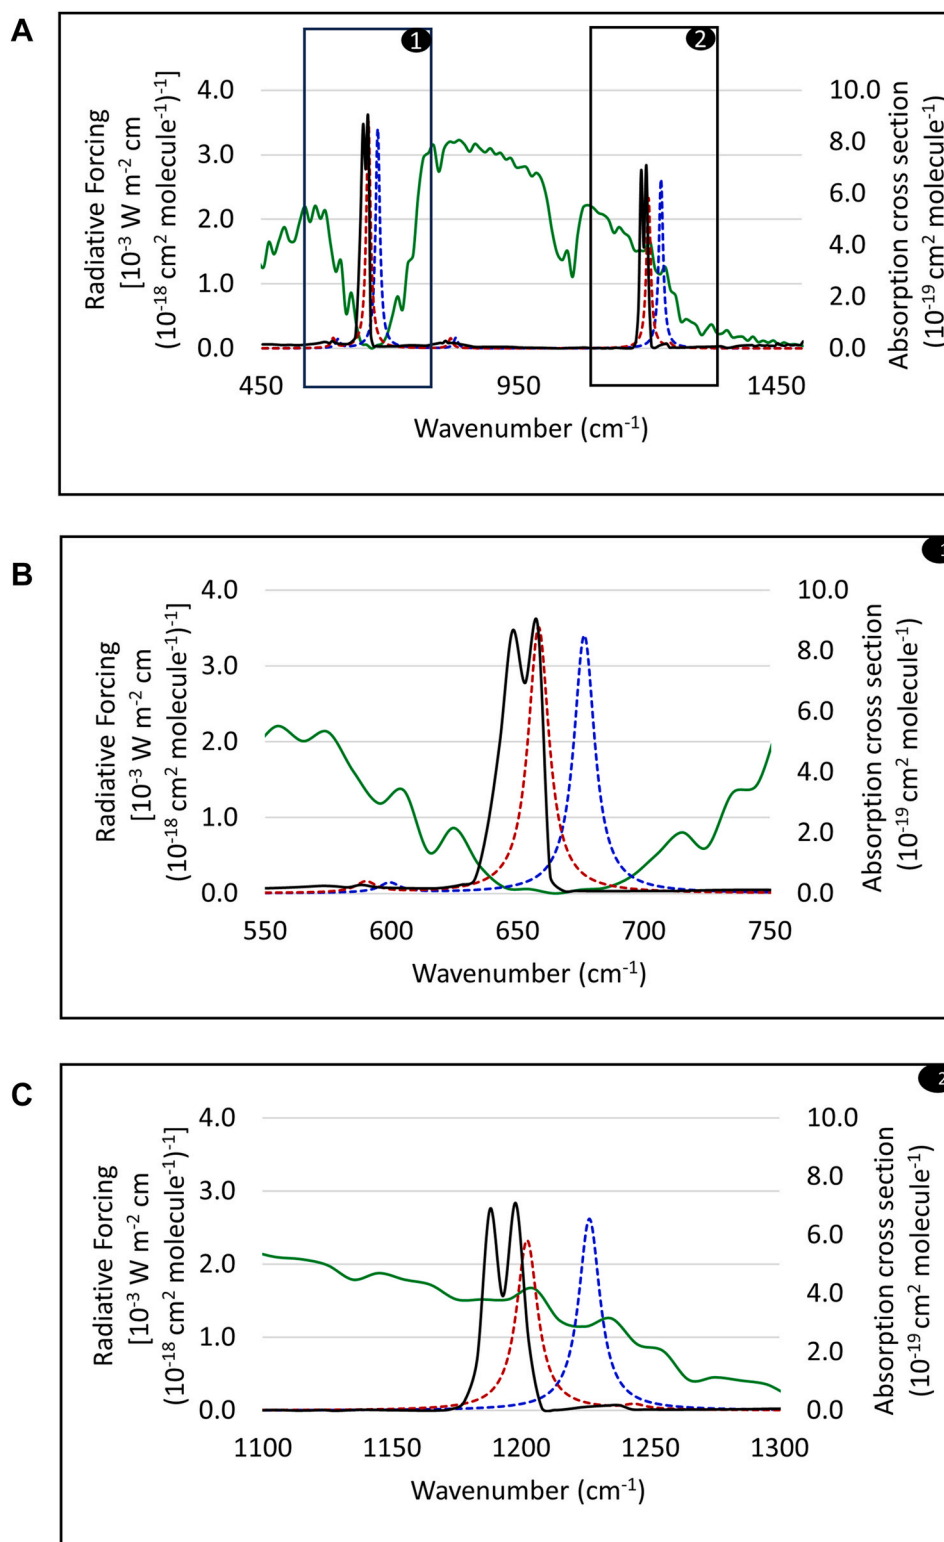 A
1
2
Radiative Forcing
[10⁻³ W m⁻² cm
(10⁻¹⁸ cm² molecule⁻¹)⁻¹]
4.0
3.0
2.0
1.0
0.0
10.0
8.0
6.0
4.0
2.0
0.0
Absorption cross section
(10⁻¹⁹ cm² molecule⁻¹)
450
950
1450
Wavenumber (cm⁻¹)
B
1
Radiative Forcing
[10⁻³ W m⁻² cm
(10⁻¹⁸ cm² molecule⁻¹)⁻¹]
4.0
3.0
2.0
1.0
0.0
10.0
8.0
6.0
4.0
2.0
0.0
Absorption cross section
(10⁻¹⁹ cm² molecule⁻¹)
550
600
650
700
750
Wavenumber (cm⁻¹)
C
2
Radiative Forcing
[10⁻³ W m⁻² cm
(10⁻¹⁸ cm² molecule⁻¹)⁻¹]
4.0
3.0
2.0
1.0
0.0
10.0
8.0
6.0
4.0
2.0
0.0
Absorption cross section
(10⁻¹⁹ cm² molecule⁻¹)
1100
1150
1200
1250
1300
Wavenumber (cm⁻¹)